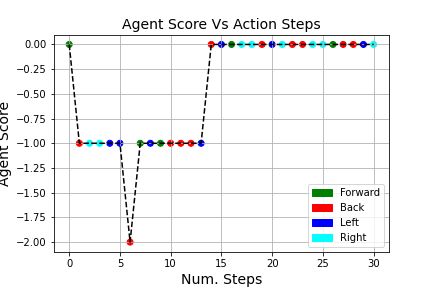 Agent Score Vs Action Steps
Agent Score
0.00
−0.25
−0.50
−0.75
−1.00
−1.25
−1.50
−1.75
−2.00
Forward
Back
Left
Right
0 5 10 15 20 25 30
Num. Steps